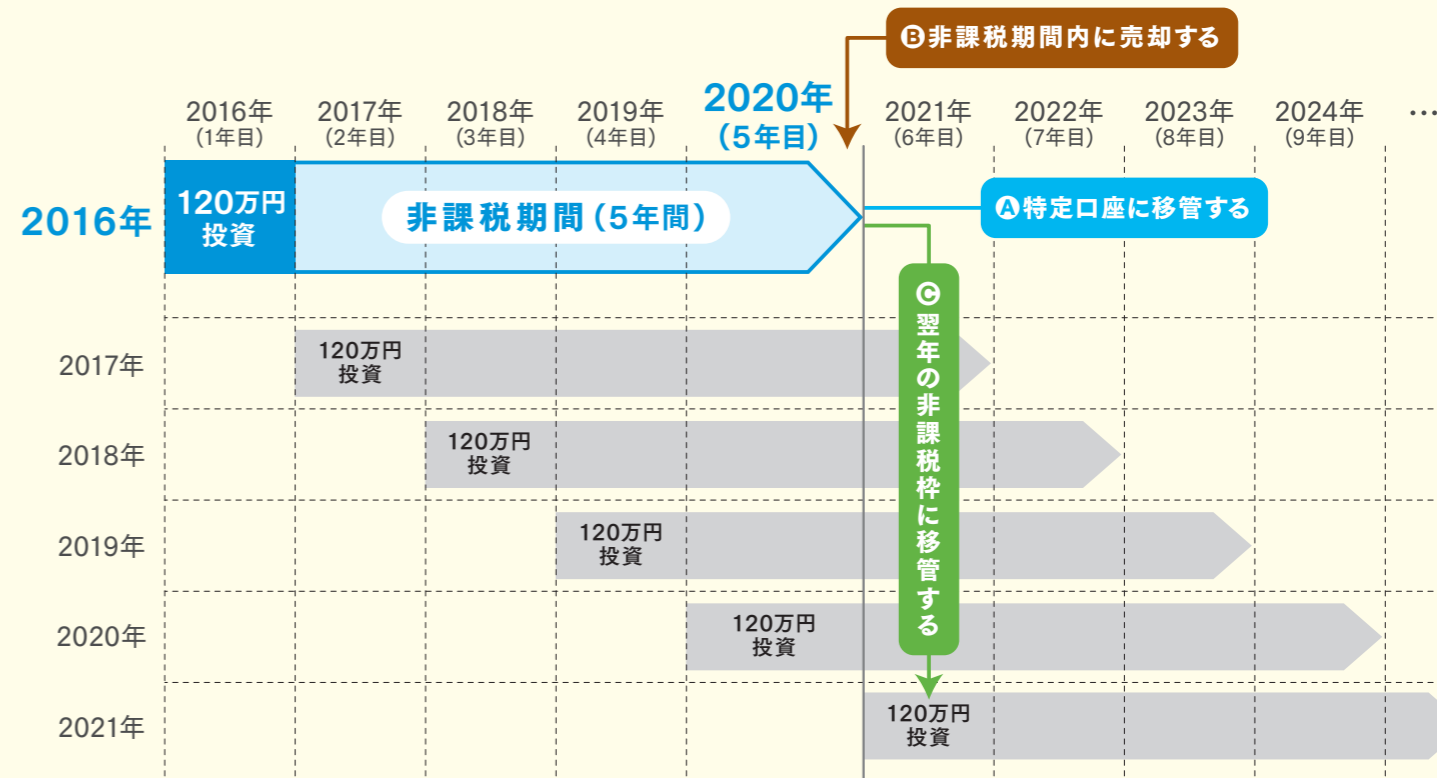 Ⓑ非課税期間内に売却する
2016年
(1年目)
2017年
(2年目)
2018年
(3年目)
2019年
(4年目)
2020年
(5年目)
2021年
(6年目)
2022年
(7年目)
2023年
(8年目)
2024年
(9年目)
…
2016年
120万円
投資
非課税期間(5年間)
Ⓐ特定口座に移管する
Ⓒ翌年の非課税枠に移管する
2017年
120万円
投資
2018年
120万円
投資
2019年
120万円
投資
2020年
120万円
投資
2021年
120万円
投資